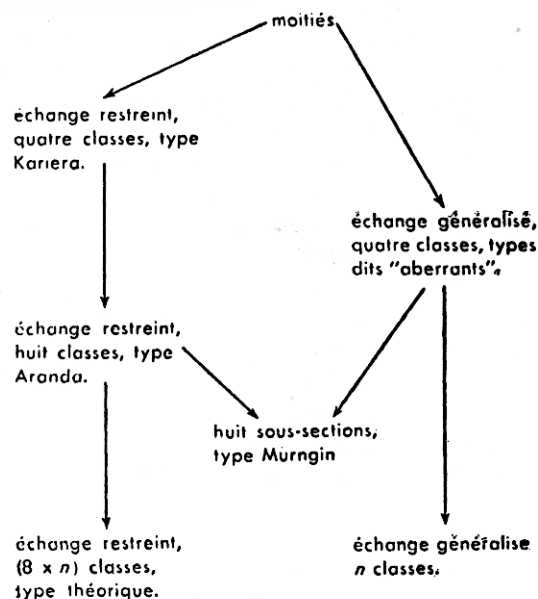 moitiés
échange restreint,
quatre classes, type
Kariera.
échange généralisé,
quatre classes, types
dits "aberrants".
échange restreint,
huit classes, type
Aranda.
huit sous-sections,
type Murngin
échange restreint,
(8 x n) classes,
type théorique.
échange généralise
n classes.